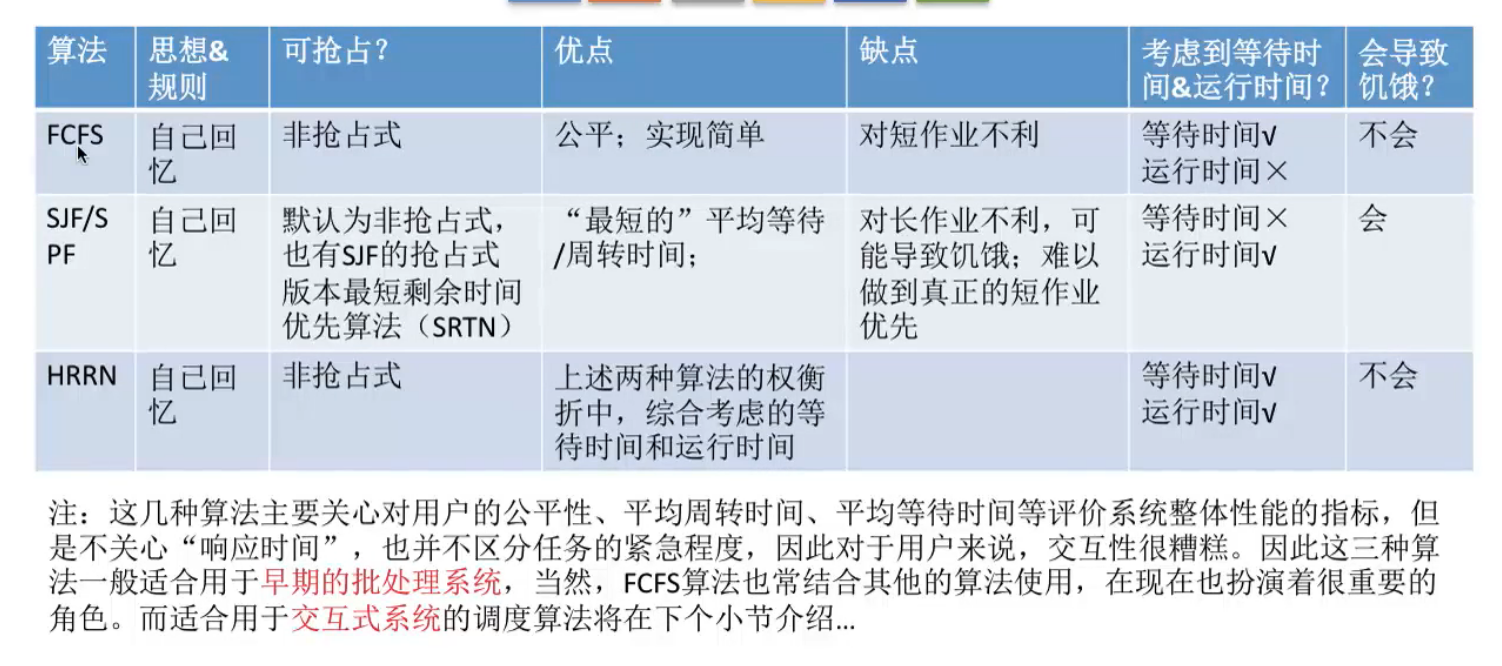 算法
思想&
规则
可抢占？
优点
缺点
考虑到等待时
间&运行时间？
会导致
饥饿？
FCFS
自己回
忆
非抢占式
公平；实现简单
对短作业不利
等待时间√
运行时间×
不会
SJF/S
PF
自己回
忆
默认为非抢占式，
也有SJF的抢占式
版本最短剩余时间
优先算法（SRTN）
“最短的”平均等待
/周转时间；
对长作业不利，可
能导致饥饿；难以
做到真正的短作业
优先
等待时间×
运行时间√
会
HRRN
自己回
忆
非抢占式
上述两种算法的权衡
折中，综合考虑的等
待时间和运行时间
等待时间√
运行时间√
不会
注：这几种算法主要关心对用户的公平性、平均周转时间、平均等待时间等评价系统整体性能的指标，但
是不关心“响应时间”，也并不区分任务的紧急程度，因此对于用户来说，交互性很糟糕。因此这三种算
法一般适合用于早期的批处理系统，当然，FCFS算法也常结合其他的算法使用，在现在也扮演着很重要的
角色。而适合用于交互式系统的调度算法将在下个小节介绍...